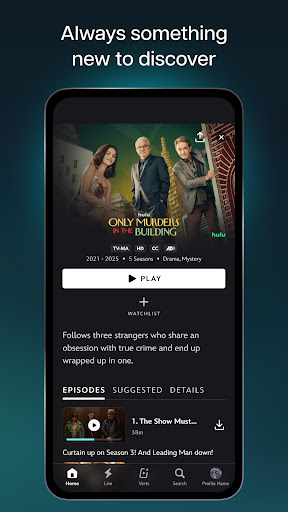 Always something
new to discover
hulu
ONLY MURDERS
IN THE BUILDING
hulu
TV-MA HD CC AD)
2021 - 2025 • 5 Seasons • Drama, Mystery
PLAY
WATCHLIST
Follows three strangers who share an
obsession with true crime and end up
wrapped up in one.
EPISODES SUGGESTED DETAILS
1. The Show Must...
38m
Curtain up on Season 3! And Leading Man down!
Home Live Verts Search Profile Name